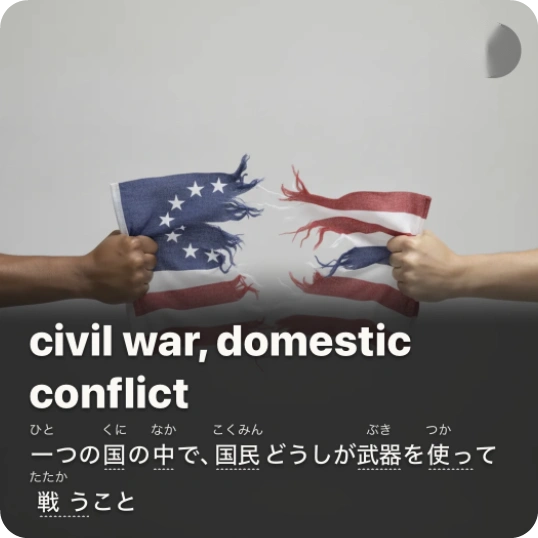 civil war, domestic
conflict
ひと くに なか こくみん ぶき つか
一つの国の中で、国民どうしが武器を使って
たたか
戦うこと